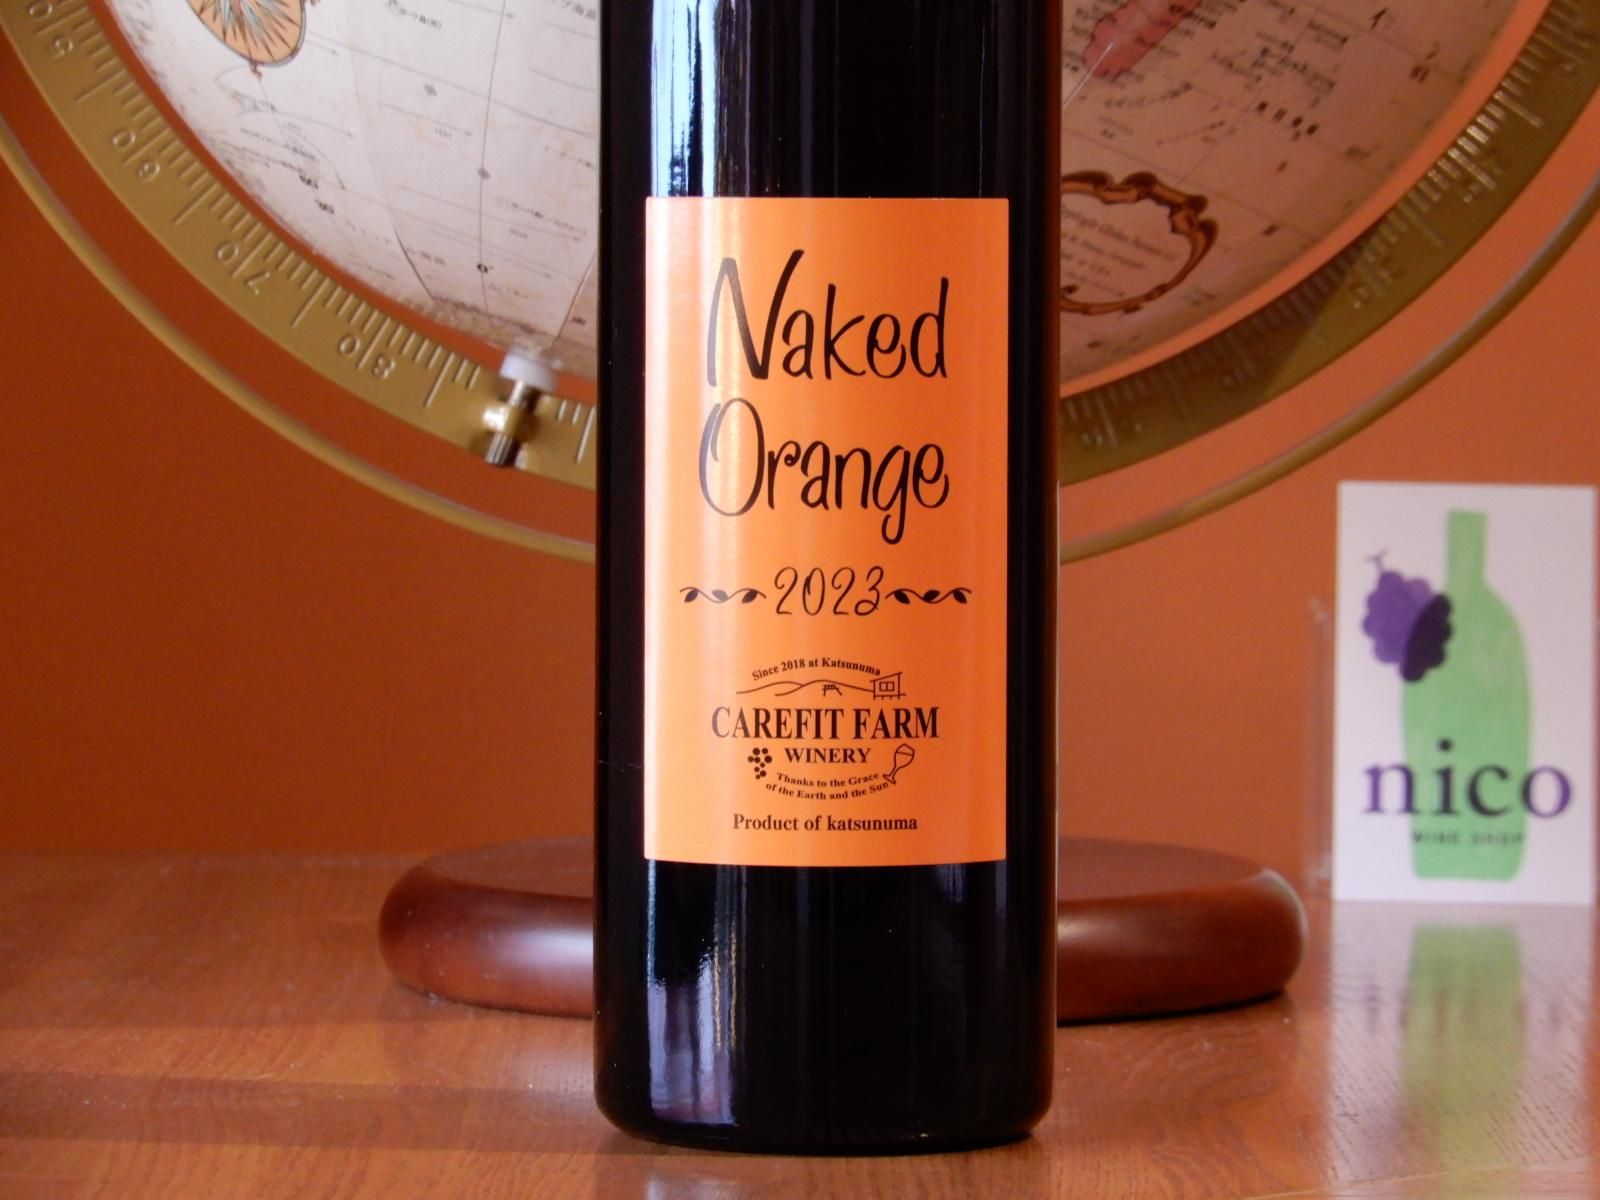 Naked
Orange
2023
Since 2018 at Katsunuma
CAREFIT FARM
WINERY
Thanks to the Grace
of the Earth and the Sun
Product of katsunuma
nico
WINE SHOP